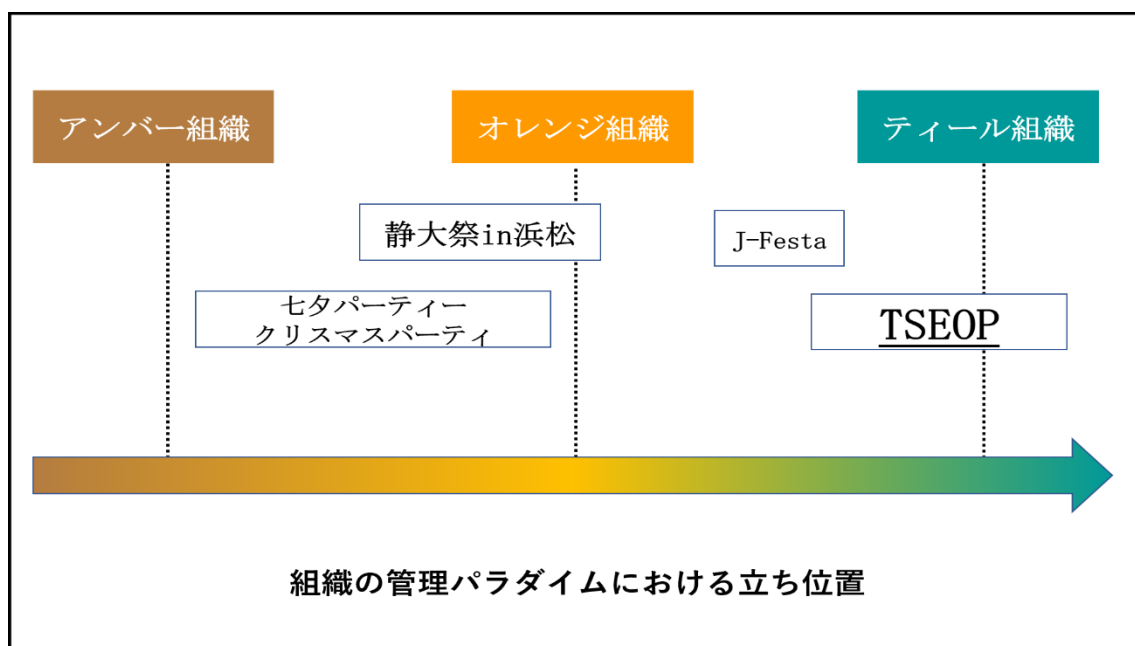 アンバー組織
オレンジ組織
ティール組織
静大祭in浜松
J-Festa
七夕パーティー
クリスマスパーティ
TSEOP
組織の管理パラダイムにおける立ち位置